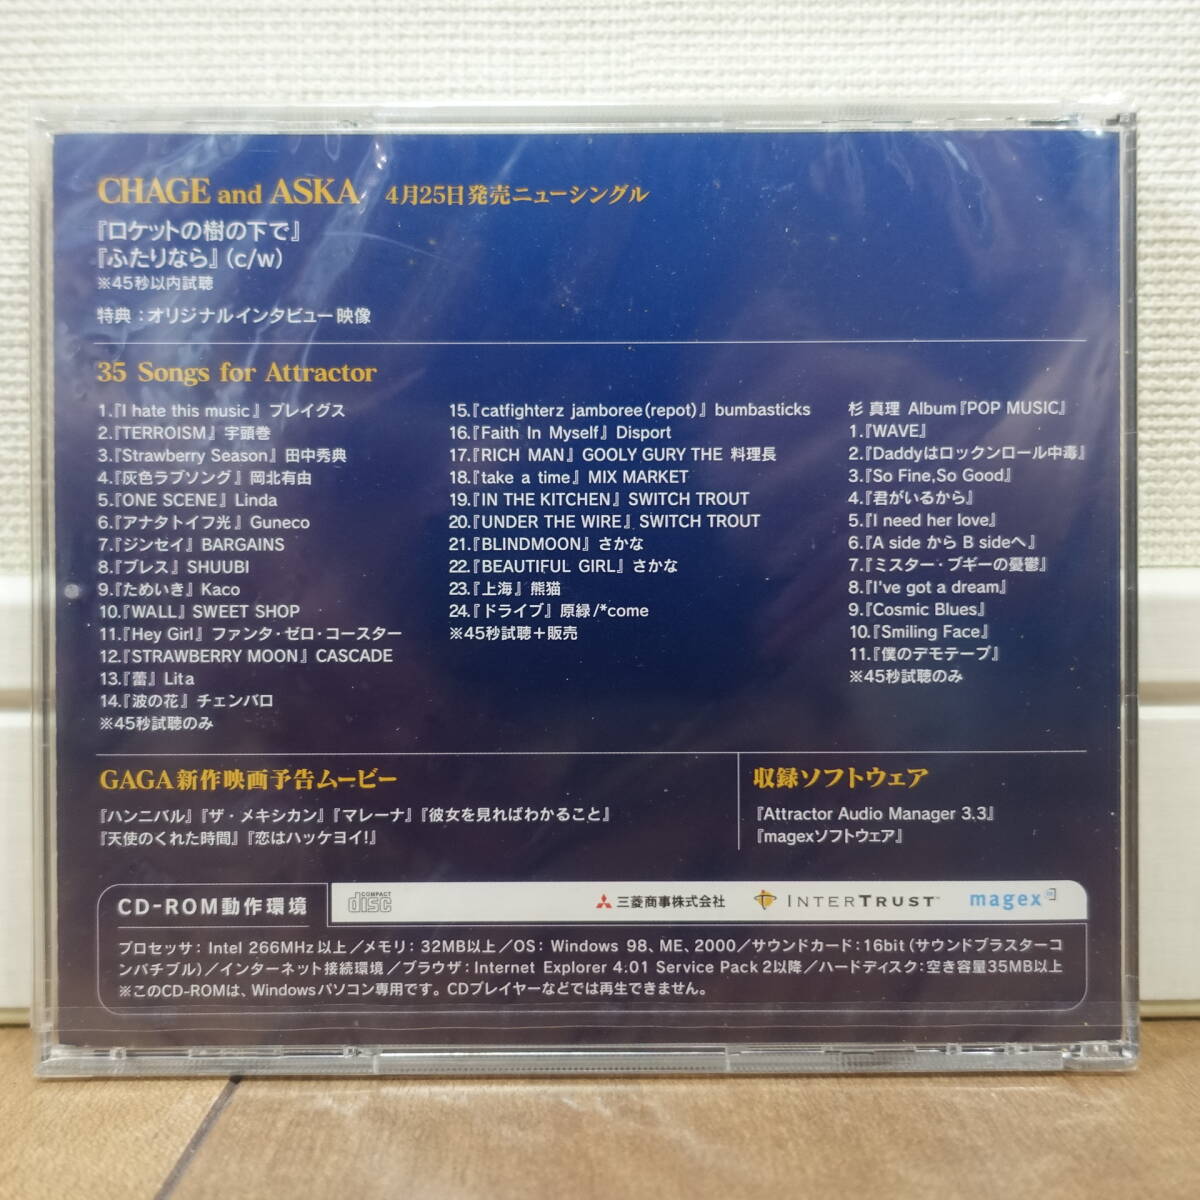 CHAGE and ASKA 4月25日発売ニューシングル
『ロケットの樹の下で』
『ふたりなら』(c/w)
※45秒以内試聴
特典：オリジナルインタビュー映像
35 Songs for Attractor
1.『I hate this music』プレイグス
2.『TERROISM』宇頭巻
3.『Strawberry Season』田中秀典
4.『灰色ラブソング』岡北有由
5.『ONE SCENE』Linda
6.『アナタトイフ光』Guneco
7.『ジンセイ』BARGAINS
8.『ブレス』SHUUBI
9.『ためいき』Kaco
10.『WALL』SWEET SHOP
11.『Hey Girl』ファンタ・ゼロ・コースター
12.『STRAWBERRY MOON』CASCADE
13.『蕾』Lita
14.『波の花』チェンバロ
※45秒試聴のみ
15.『catfighterz jamboree(repot)』bumbasticks
16.『Faith In Myself』Disport
17.『RICH MAN』GOOLY GURY THE 料理長
18.『take a time』MIX MARKET
19.『IN THE KITCHEN』SWITCH TROUT
20.『UNDER THE WIRE』SWITCH TROUT
21.『BLINDMOON』さかな
22.『BEAUTIFUL GIRL』さかな
23.『上海』熊猫
24.『ドライブ』原緑/*come
※45秒試聴＋販売
杉 真理 Album『POP MUSIC』
1.『WAVE』
2.『Daddyはロックンロール中毒』
3.『So Fine,So Good』
4.『君がいるから』
5.『I need her love』
6.『A side から B sideへ』
7.『ミスター・ブギーの憂鬱』
8.『I've got a dream』
9.『Cosmic Blues』
10.『Smiling Face』
11.『僕のデモテープ』
※45秒試聴のみ
GAGA新作映画予告ムービー
『ハンニバル』『ザ・メキシカン』『マレーナ』『彼女を見ればわかること』
『天使のくれた時間』『恋はハッケヨイ!』
収録ソフトウェア
『Attractor Audio Manager 3.3』
『magexソフトウェア』
CD-ROM動作環境
COMPACT disc
三菱商事株式会社
INTERTRUST™
magex
プロセッサ：Intel 266MHz以上／メモリ：32MB以上／OS：Windows 98、ME、2000／サウンドカード：16bit（サウンドブラスターコ
ンパチブル）／インターネット接続環境／ブラウザ：Internet Explorer 4.01 Service Pack 2以降／ハードディスク：空き容量35MB以上
※このCD-ROMは、Windowsパソコン専用です。CDプレイヤーなどでは再生できません。